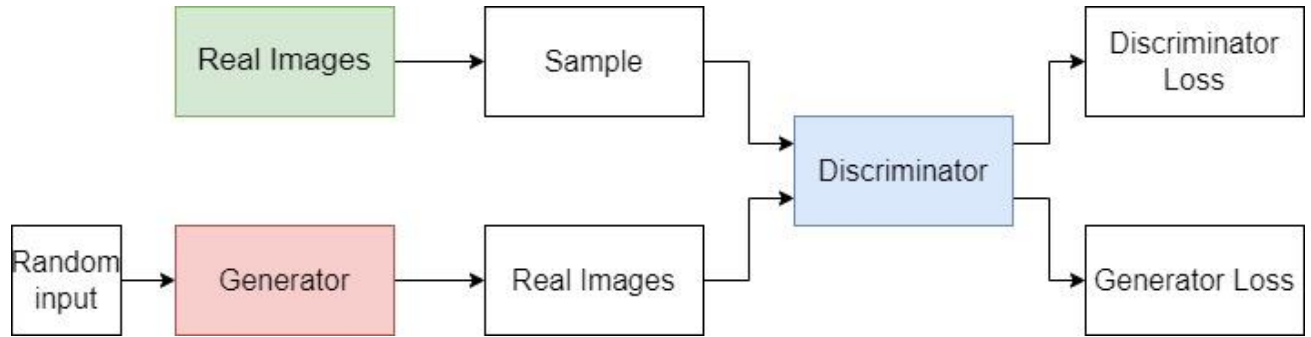 Real Images
Sample
Discriminator
Loss
Discriminator
Random
input
Generator
Real Images
Generator Loss